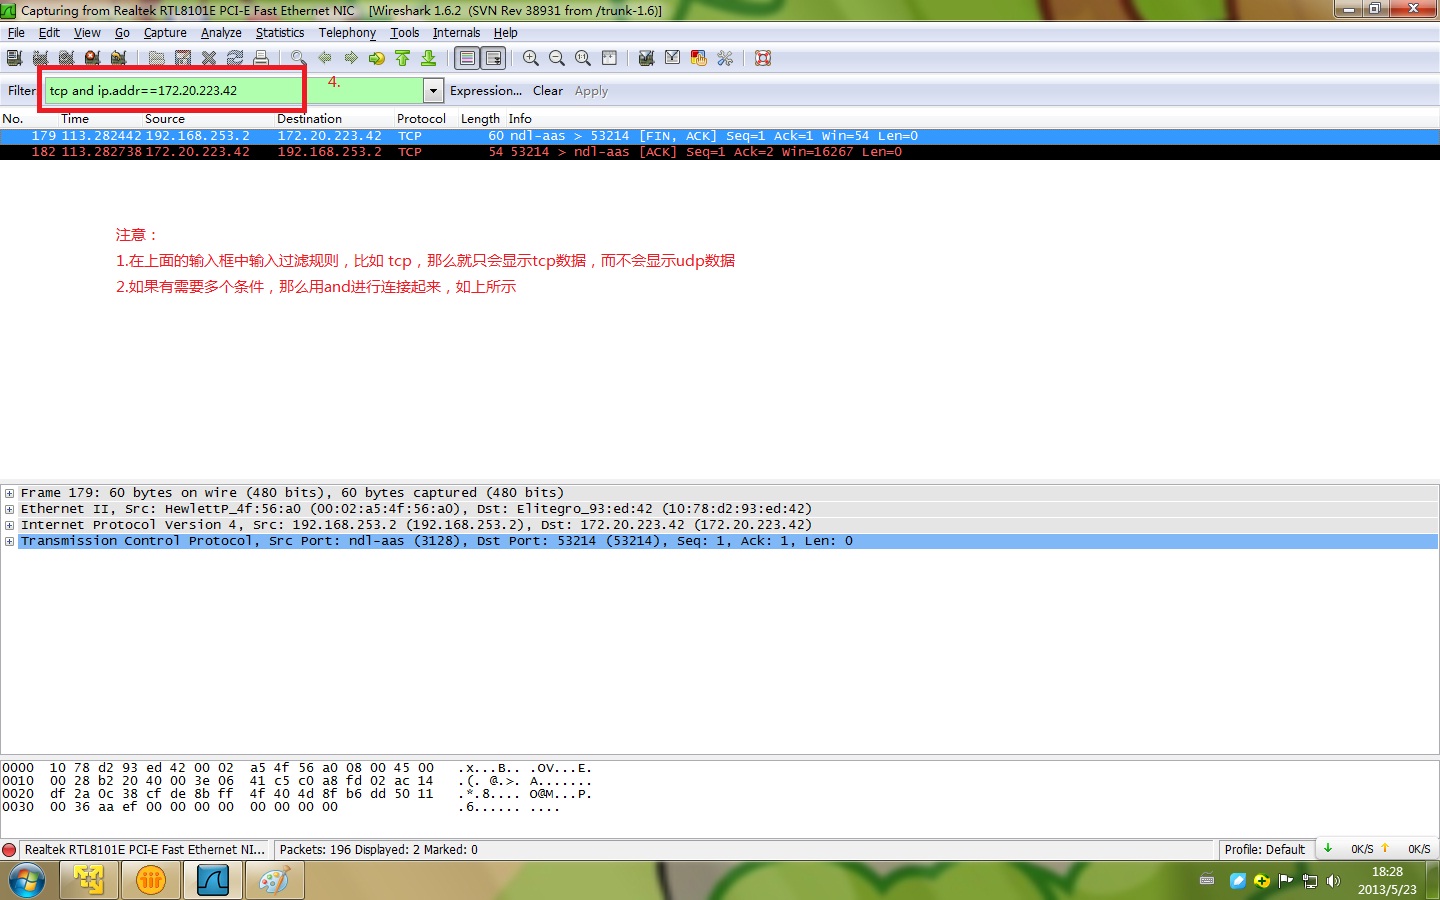 Capturing from Realtek RTL8101E PCI-E Fast Ethernet NIC [Wireshark 1.6.2 (SVN Rev 38931 from /trunk-1.6)]
File Edit View Go Capture Analyze Statistics Telephony Tools Internals Help
Filter: tcp and ip.addr==172.20.223.42 4. Expression... Clear Apply
No. Time Source Destination Protocol Length Info
179 113.282442 192.168.253.2 172.20.223.42 TCP 60 ndl-aas > 53214 [FIN, ACK] Seq=1 Ack=1 Win=54 Len=0
182 113.282738 172.20.223.42 192.168.253.2 TCP 54 53214 > ndl-aas [ACK] Seq=1 Ack=2 Win=16267 Len=0
注意：
1.在上面的输入框中输入过滤规则，比如 tcp，那么就只会显示tcp数据，而不会显示udp数据
2.如果有需要多个条件，那么用and进行连接起来，如上所示
Frame 179: 60 bytes on wire (480 bits), 60 bytes captured (480 bits)
Ethernet II, Src: HewlettP_4f:56:a0 (00:02:a5:4f:56:a0), Dst: Elitegro_93:ed:42 (10:78:d2:93:ed:42)
Internet Protocol Version 4, Src: 192.168.253.2 (192.168.253.2), Dst: 172.20.223.42 (172.20.223.42)
Transmission Control Protocol, Src Port: ndl-aas (3128), Dst Port: 53214 (53214), Seq: 1, Ack: 1, Len: 0
0000 10 78 d2 93 ed 42 00 02 a5 4f 56 a0 08 00 45 00 .x...B.. .OV...E.
0010 00 28 b2 20 40 00 3e 06 41 c5 c0 a8 fd 02 ac 14 .(. @.>. A.......
0020 df 2a 0c 38 cf de 8b ff 4f 40 4d 8f b6 dd 50 11 .*.8.... O@M...P.
0030 00 36 aa ef 00 00 00 00 00 00 00 00 .6...... ....
Realtek RTL8101E PCI-E Fast Ethernet NI... Packets: 196 Displayed: 2 Marked: 0 Profile: Default 0K/S 0K/S
18:28
2013/5/23